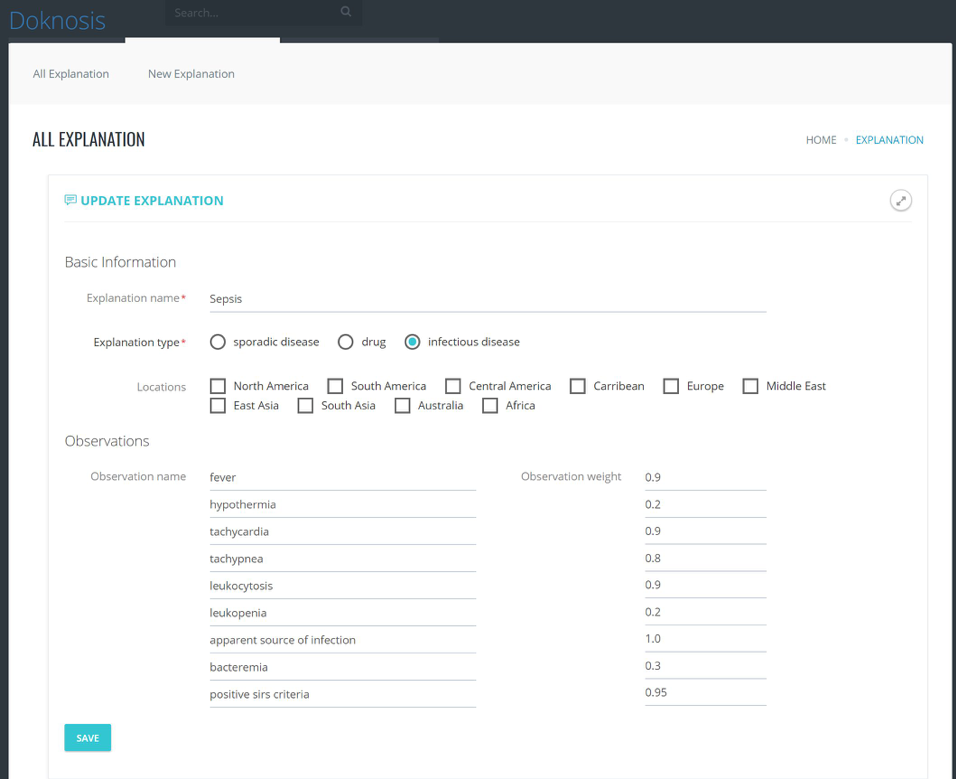 Doknosis
Search...
All Explanation New Explanation
ALL EXPLANATION
HOME EXPLANATION
UPDATE EXPLANATION
Basic Information
Explanation name* Sepsis
Explanation type* sporadic disease drug infectious disease
Locations North America South America Central America Carribean Europe Middle East
East Asia South Asia Australia Africa
Observations
Observation name fever Observation weight 0.9
hypothermia 0.2
tachycardia 0.9
tachypnea 0.8
leukocytosis 0.9
leukopenia 0.2
apparent source of infection 1.0
bacteremia 0.3
positive sirs criteria 0.95
SAVE